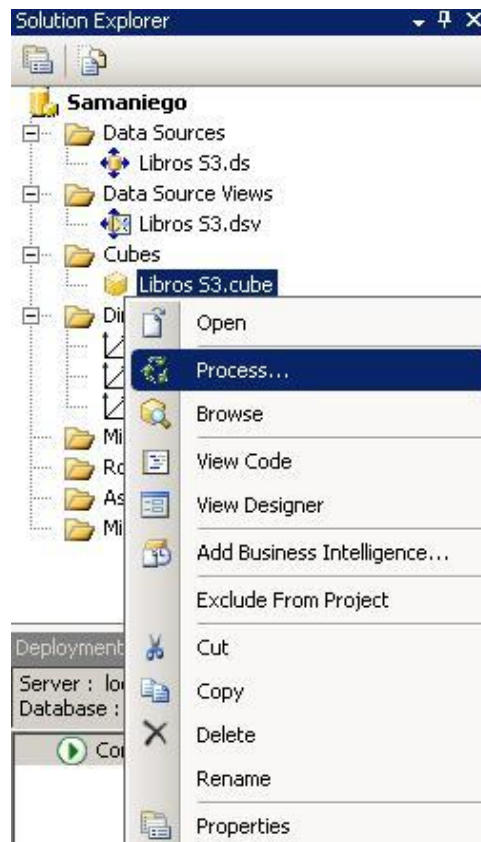 Solution Explorer
Samaniego
Data Sources
Libros S3.ds
Data Source Views
Libros S3.dsv
Cubes
Libros S3.cube
Open
Process...
Browse
View Code
View Designer
Add Business Intelligence...
Exclude From Project
Cut
Copy
Delete
Rename
Properties
Deployment
Server :
Database :